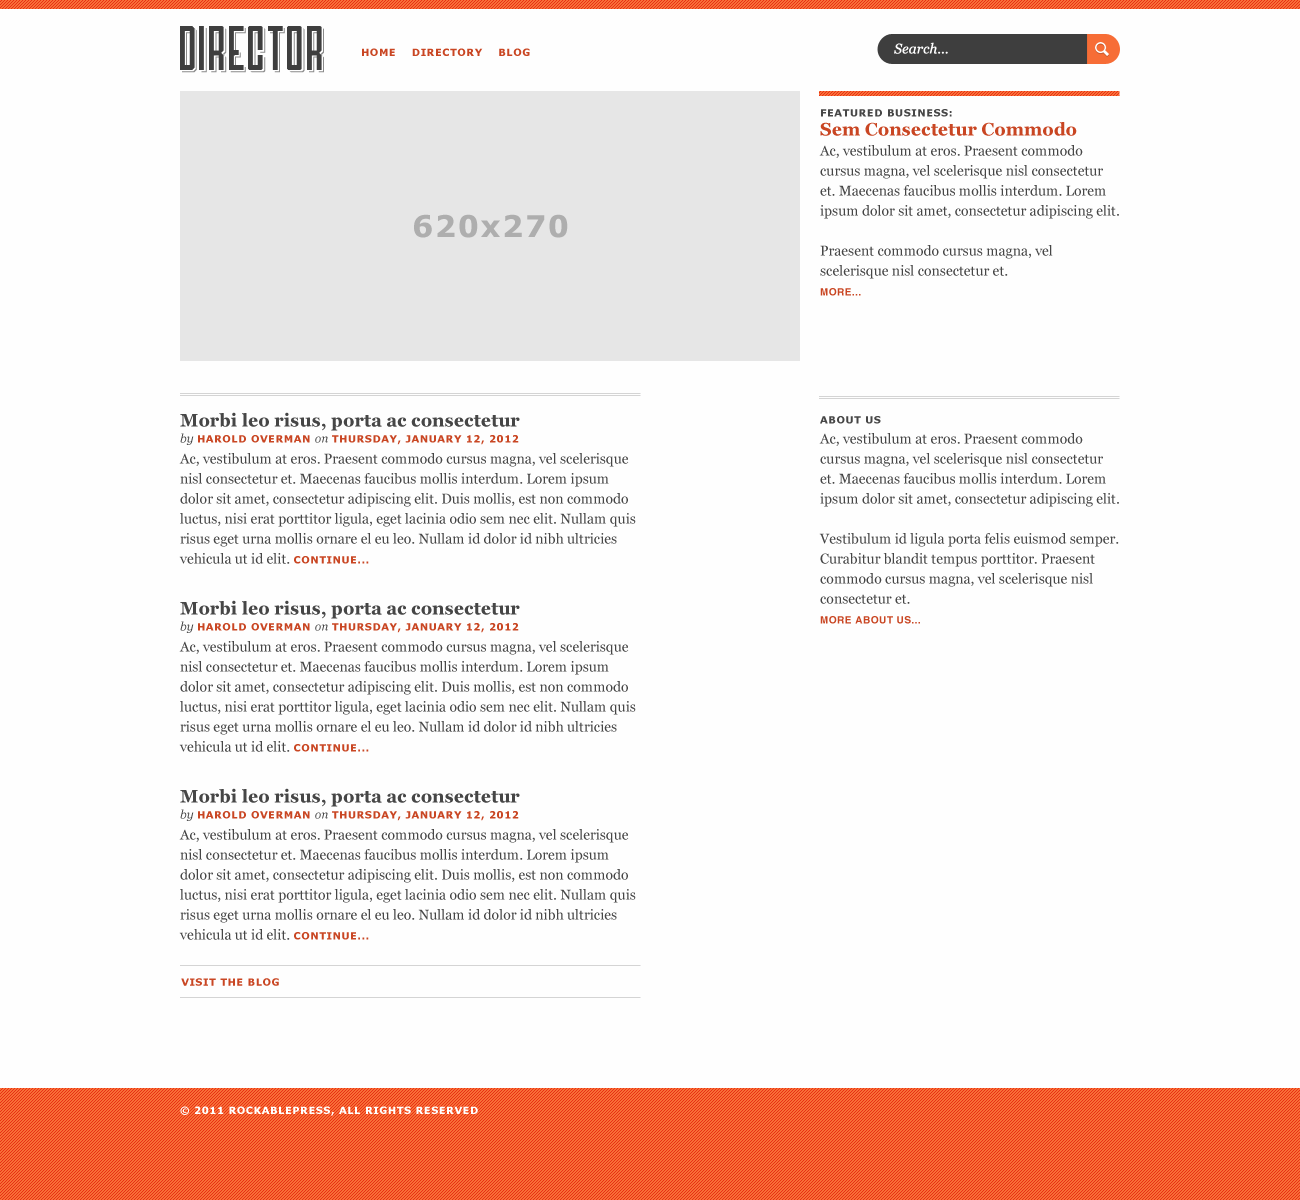 DIRECTOR
HOME DIRECTORY BLOG
Search...
620x270
FEATURED BUSINESS:
Sem Consectetur Commodo
Ac, vestibulum at eros. Praesent commodo
cursus magna, vel scelerisque nisl consectetur
et. Maecenas faucibus mollis interdum. Lorem
ipsum dolor sit amet, consectetur adipiscing elit.
Praesent commodo cursus magna, vel
scelerisque nisl consectetur et.
MORE...
Morbi leo risus, porta ac consectetur
by HAROLD OVERMAN on THURSDAY, JANUARY 12, 2012
Ac, vestibulum at eros. Praesent commodo cursus magna, vel scelerisque
nisl consectetur et. Maecenas faucibus mollis interdum. Lorem ipsum
dolor sit amet, consectetur adipiscing elit. Duis mollis, est non commodo
luctus, nisi erat porttitor ligula, eget lacinia odio sem nec elit. Nullam quis
risus eget urna mollis ornare el eu leo. Nullam id dolor id nibh ultricies
vehicula ut id elit. CONTINUE...
Morbi leo risus, porta ac consectetur
by HAROLD OVERMAN on THURSDAY, JANUARY 12, 2012
Ac, vestibulum at eros. Praesent commodo cursus magna, vel scelerisque
nisl consectetur et. Maecenas faucibus mollis interdum. Lorem ipsum
dolor sit amet, consectetur adipiscing elit. Duis mollis, est non commodo
luctus, nisi erat porttitor ligula, eget lacinia odio sem nec elit. Nullam quis
risus eget urna mollis ornare el eu leo. Nullam id dolor id nibh ultricies
vehicula ut id elit. CONTINUE...
Morbi leo risus, porta ac consectetur
by HAROLD OVERMAN on THURSDAY, JANUARY 12, 2012
Ac, vestibulum at eros. Praesent commodo cursus magna, vel scelerisque
nisl consectetur et. Maecenas faucibus mollis interdum. Lorem ipsum
dolor sit amet, consectetur adipiscing elit. Duis mollis, est non commodo
luctus, nisi erat porttitor ligula, eget lacinia odio sem nec elit. Nullam quis
risus eget urna mollis ornare el eu leo. Nullam id dolor id nibh ultricies
vehicula ut id elit. CONTINUE...
VISIT THE BLOG
ABOUT US
Ac, vestibulum at eros. Praesent commodo
cursus magna, vel scelerisque nisl consectetur
et. Maecenas faucibus mollis interdum. Lorem
ipsum dolor sit amet, consectetur adipiscing elit.
Vestibulum id ligula porta felis euismod semper.
Curabitur blandit tempus porttitor. Praesent
commodo cursus magna, vel scelerisque nisl
consectetur et.
MORE ABOUT US...
© 2011 ROCKABLEPRESS, ALL RIGHTS RESERVED